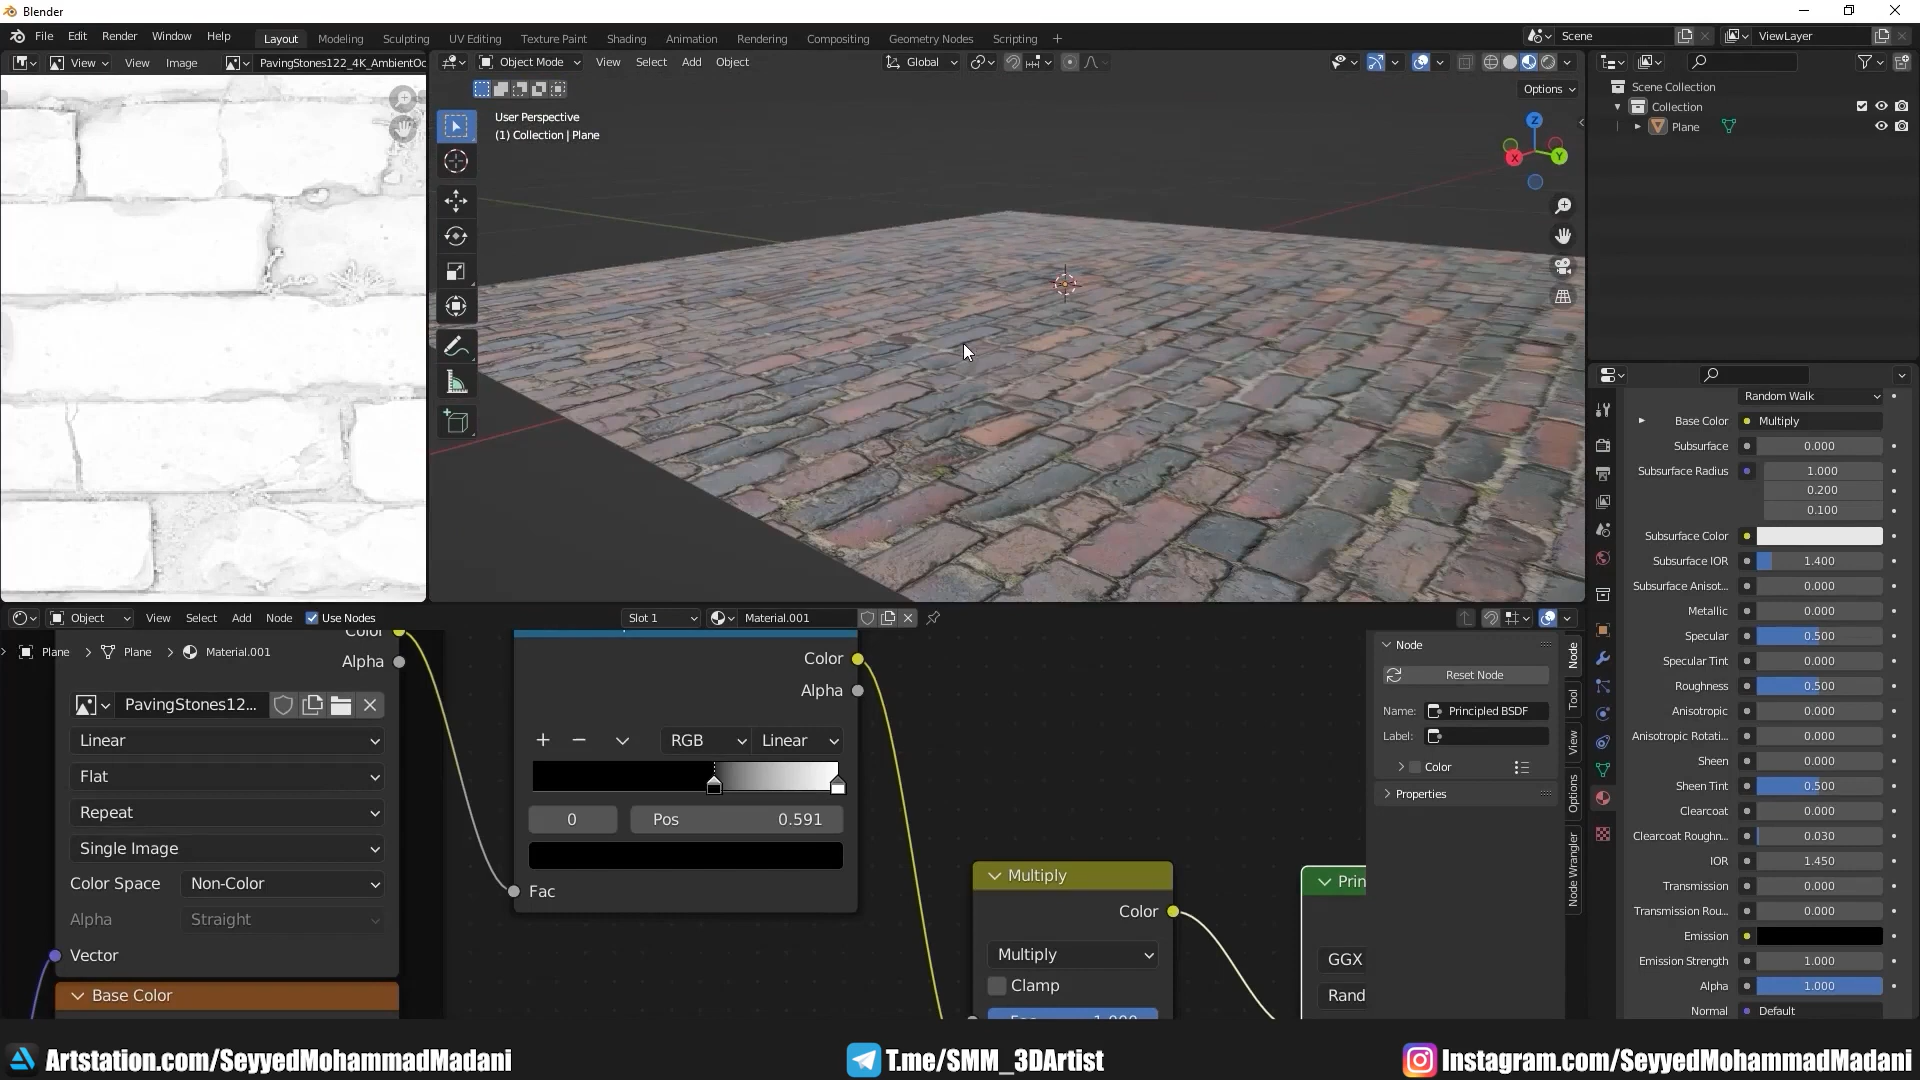 Blender
File Edit Render Window Help
Layout Modeling Sculpting UV Editing Texture Paint Shading Animation Rendering Compositing Geometry Nodes Scripting +
Scene
ViewLayer
View View Image PavingStones122_4K_AmbientOc
Object Mode View Select Add Object
Global
Options
User Perspective
(1) Collection | Plane
Z
X
Y
Scene Collection
Collection
Plane
Random Walk
Base Color Multiply
Subsurface 0.000
Subsurface Radius 1.000
0.200
0.100
Subsurface Color
Subsurface IOR 1.400
Subsurface Anisot... 0.000
Metallic 0.000
Specular 0.500
Specular Tint 0.000
Roughness 0.500
Anisotropic 0.000
Anisotropic Rotati... 0.000
Sheen 0.000
Sheen Tint 0.500
Clearcoat 0.000
Clearcoat Roughn... 0.030
IOR 1.450
Transmission 0.000
Transmission Rou... 0.000
Emission
Emission Strength 1.000
Alpha 1.000
Normal Default
Object View Select Add Node Use Nodes
Slot 1
Material.001
Plane > Plane > Material.001
Color
Alpha
PavingStones12...
Linear
Flat
Repeat
Single Image
Color Space Non-Color
Alpha Straight
Vector
Base Color
Color
Alpha
+ −
RGB Linear
0 Pos 0.591
Fac
Multiply
Color
Multiply
Clamp
Fac 1.000
Prin
GGX
Rand
Node
Reset Node
Name: Principled BSDF
Label:
Color
Properties
Node
Tool
View
Options
Node Wrangler
Artstation.com/SeyyedMohammadMadani
T.me/SMM_3DArtist
Instagram.com/SeyyedMohammadMadani